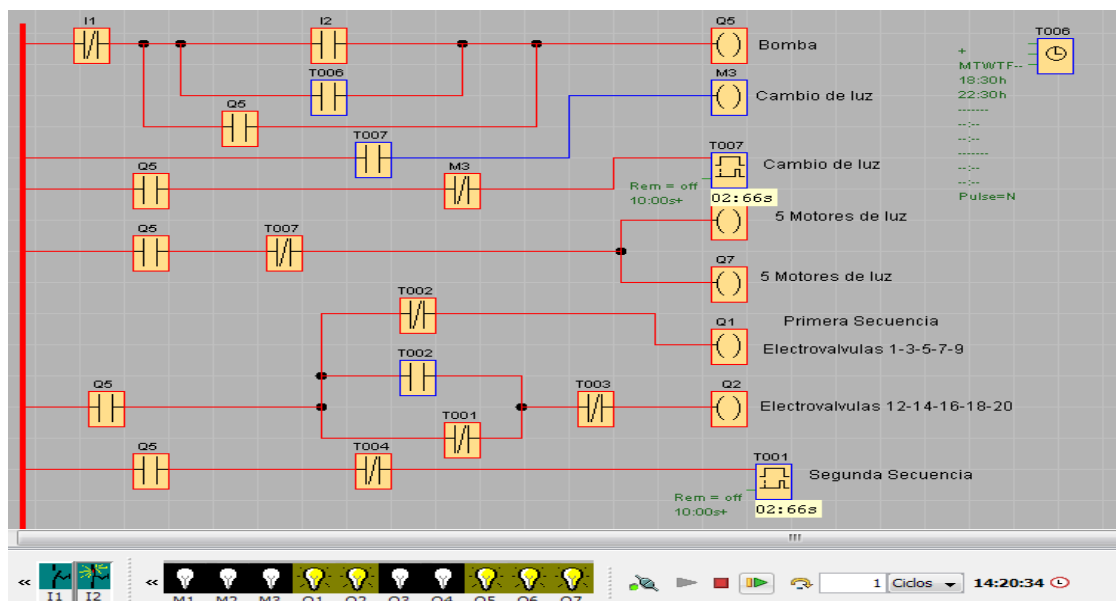 I1
I2
Q5
T006
Bomba
+
MTWTF--
18:30h
22:30h
-------
--:--
--:--
-------
--:--
--:--
Pulse=N
T006
M3
Cambio de luz
Q5
T007
T007
Cambio de luz
Q5
M3
Rem = off
10:00s+
02:66s
5 Motores de luz
Q5
T007
Q7
5 Motores de luz
T002
Q1
Primera Secuencia
Electrovalvulas 1-3-5-7-9
T002
Q5
T003
Q2
Electrovalvulas 12-14-16-18-20
T001
Q5
T004
T001
Segunda Secuencia
Rem = off
10:00s+
02:66s
«
I1
I2
«
M1
M2
M3
Q1
Q2
Q3
Q4
Q5
Q6
Q7
1
Ciclos
14:20:34